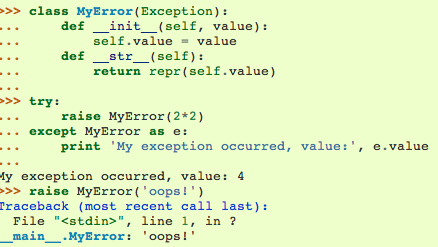 >>> class MyError(Exception):
...     def __init__(self, value):
...         self.value = value
...     def __str__(self):
...         return repr(self.value)
...
>>> try:
...     raise MyError(2*2)
... except MyError as e:
...     print 'My exception occurred, value:', e.value
...
My exception occurred, value: 4
>>> raise MyError('oops!')
Traceback (most recent call last):
  File "<stdin>", line 1, in ?
__main__.MyError: 'oops!'